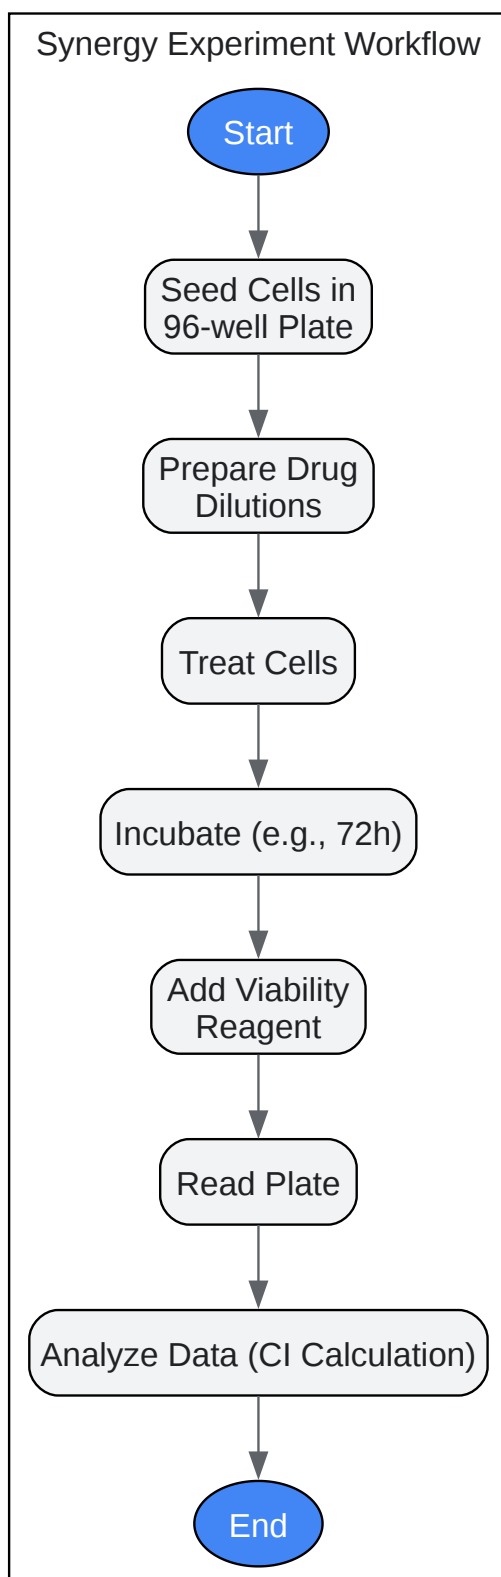 Synergy Experiment Workflow
Start
Seed Cells in
96-well Plate
Prepare Drug
Dilutions
Treat Cells
Incubate (e.g., 72h)
Add Viability
Reagent
Read Plate
Analyze Data (CI Calculation)
End